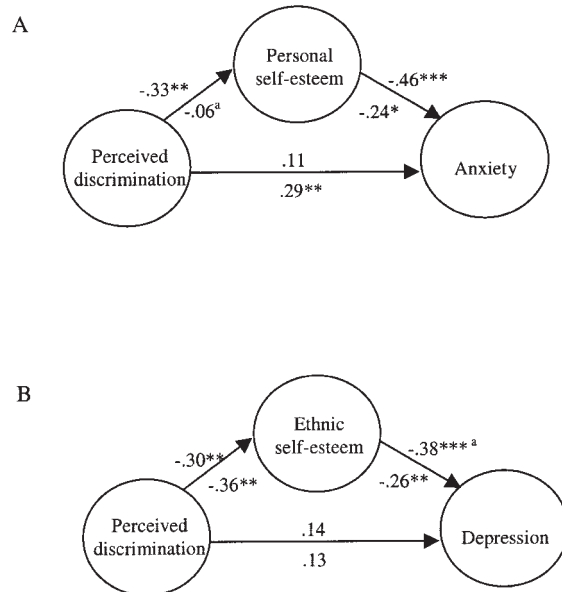 A
Personal
self-esteem
-.33**
-.46***
-.06ª
-.24*
Perceived
discrimination
.11
.29**
Anxiety
B
Ethnic
self-esteem
-.30**
-.38*** ª
-.36**
-.26**
Perceived
discrimination
.14
.13
Depression